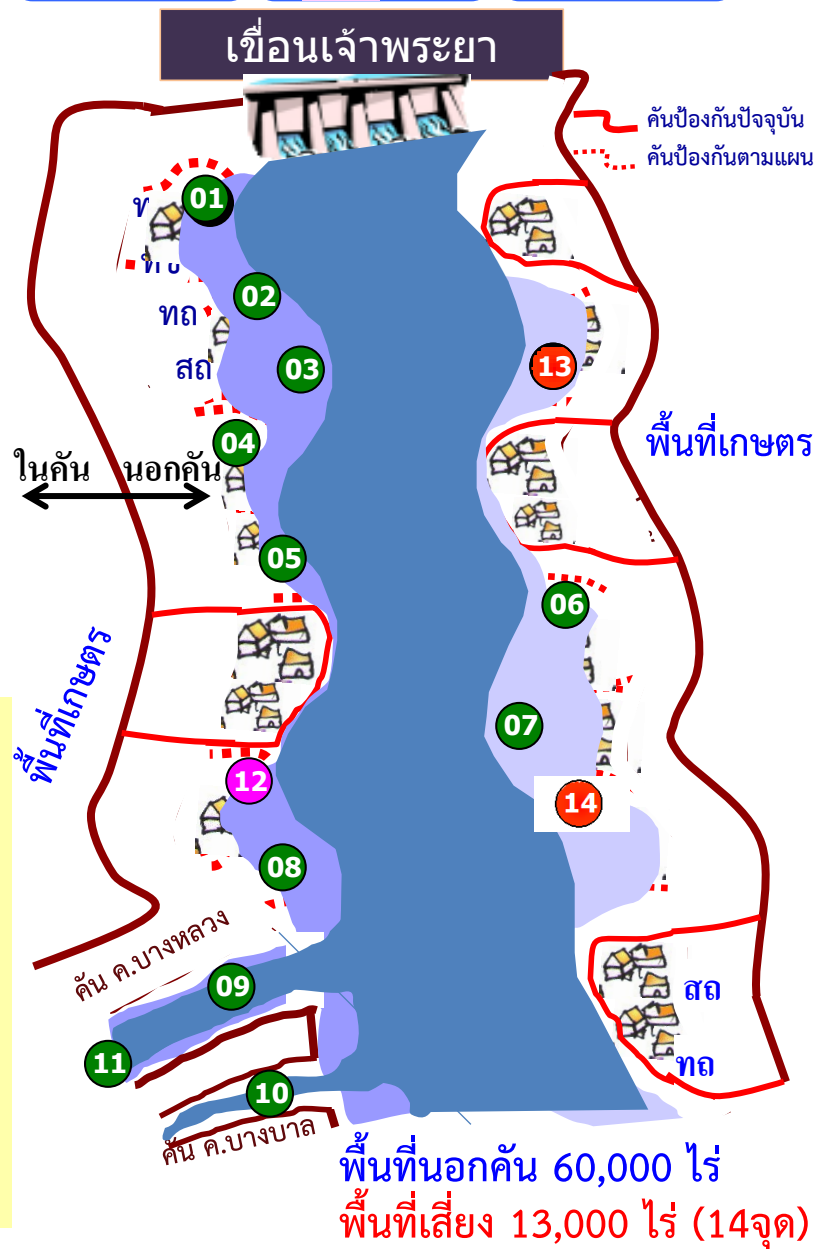 เขื่อนเจ้าพระยา
คันป้องกันปัจจุบัน
คันป้องกันตามแผน
01
02
ทถ
สถ
03
13
04
พื้นที่เกษตร
ในคัน นอกคัน
05
06
พื้นที่เกษตร
07
12
14
08
คัน ค.บางหลวง
09
สถ
11
ทถ
10
คัน ค.บางบาล
พื้นที่นอกคัน 60,000 ไร่
พื้นที่เสี่ยง 13,000 ไร่ (14จุด)